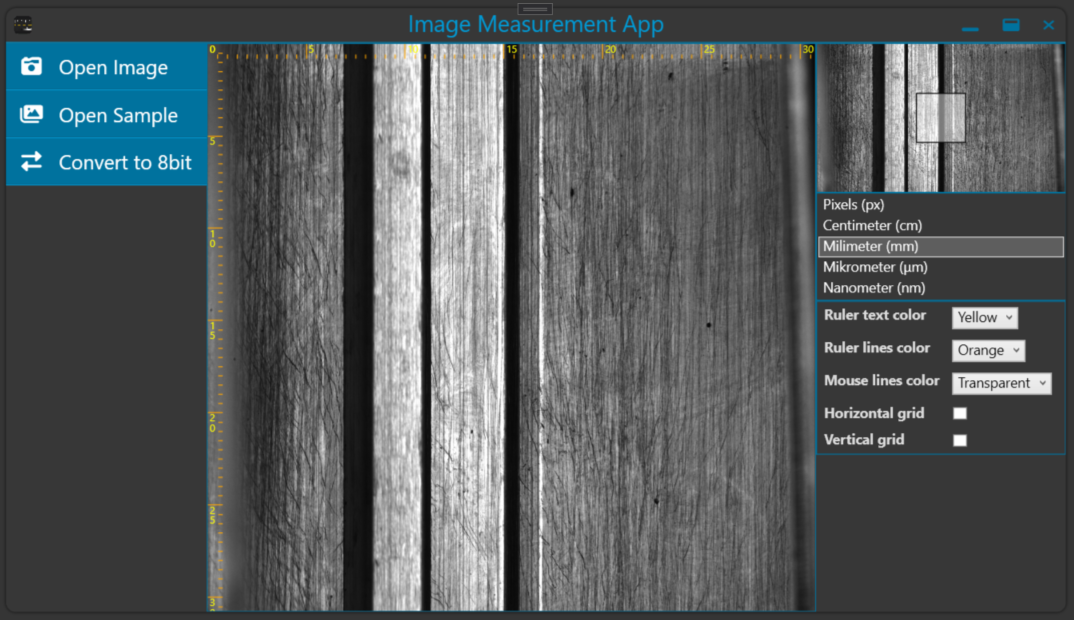 Image Measurement App
Open Image
Open Sample
Convert to 8bit
0 5 10 15 20 25 30
5
10
15
20
25
3
Pixels (px)
Centimeter (cm)
Milimeter (mm)
Mikrometer (μm)
Nanometer (nm)
Ruler text color Yellow
Ruler lines color Orange
Mouse lines color Transparent
Horizontal grid
Vertical grid